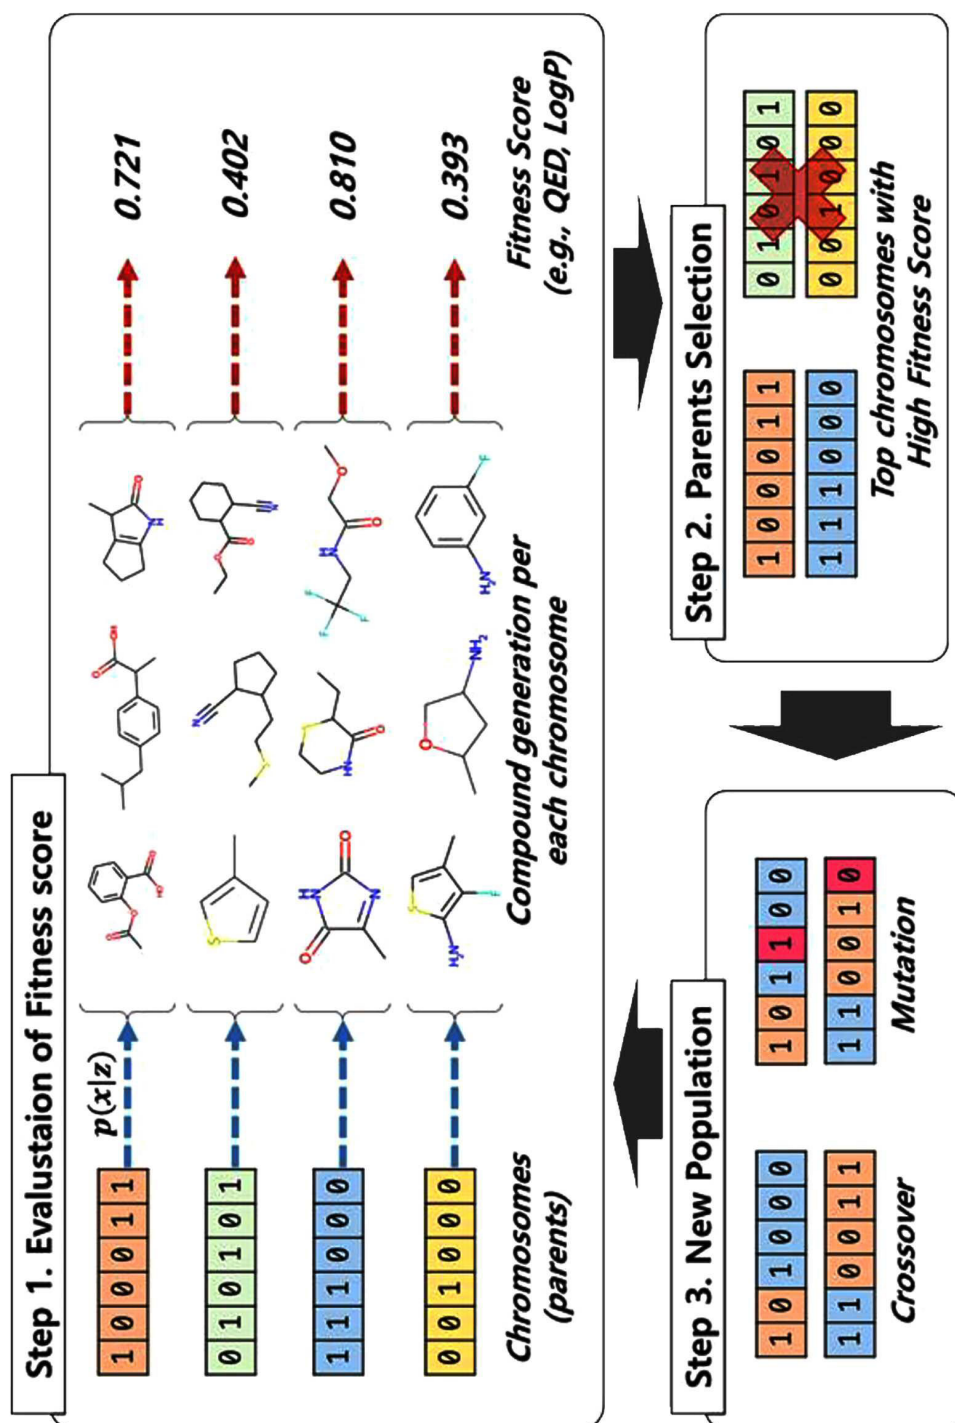 Step 1. Evalustaion of Fitness score
1 0 0 0 1 1
p(x|z)
O O O OH
O OH
O NH
0.721
0 1 0 1 0 1
S
N S
O O N
0.402
1 1 1 0 0 0
O HN N O
S NH O
F F F HN O O
0.810
0 0 1 0 0 0
H₂N S F
O NH₂
H₂N F
0.393
Chromosomes
(parents)
Compound generation per
each chromosome
Fitness Score
(e.g., QED, LogP)
Step 2. Parents Selection
1 0 0 0 1 1
0 1 0 1 0 1
1 1 1 0 0 0
0 0 1 0 0 0
Top chromosomes with
High Fitness Score
Step 3. New Population
1 0 1 0 0 0
1 1 0 0 1 1
Crossover
1 0 1 1 0 0
1 1 0 0 1 0
Mutation